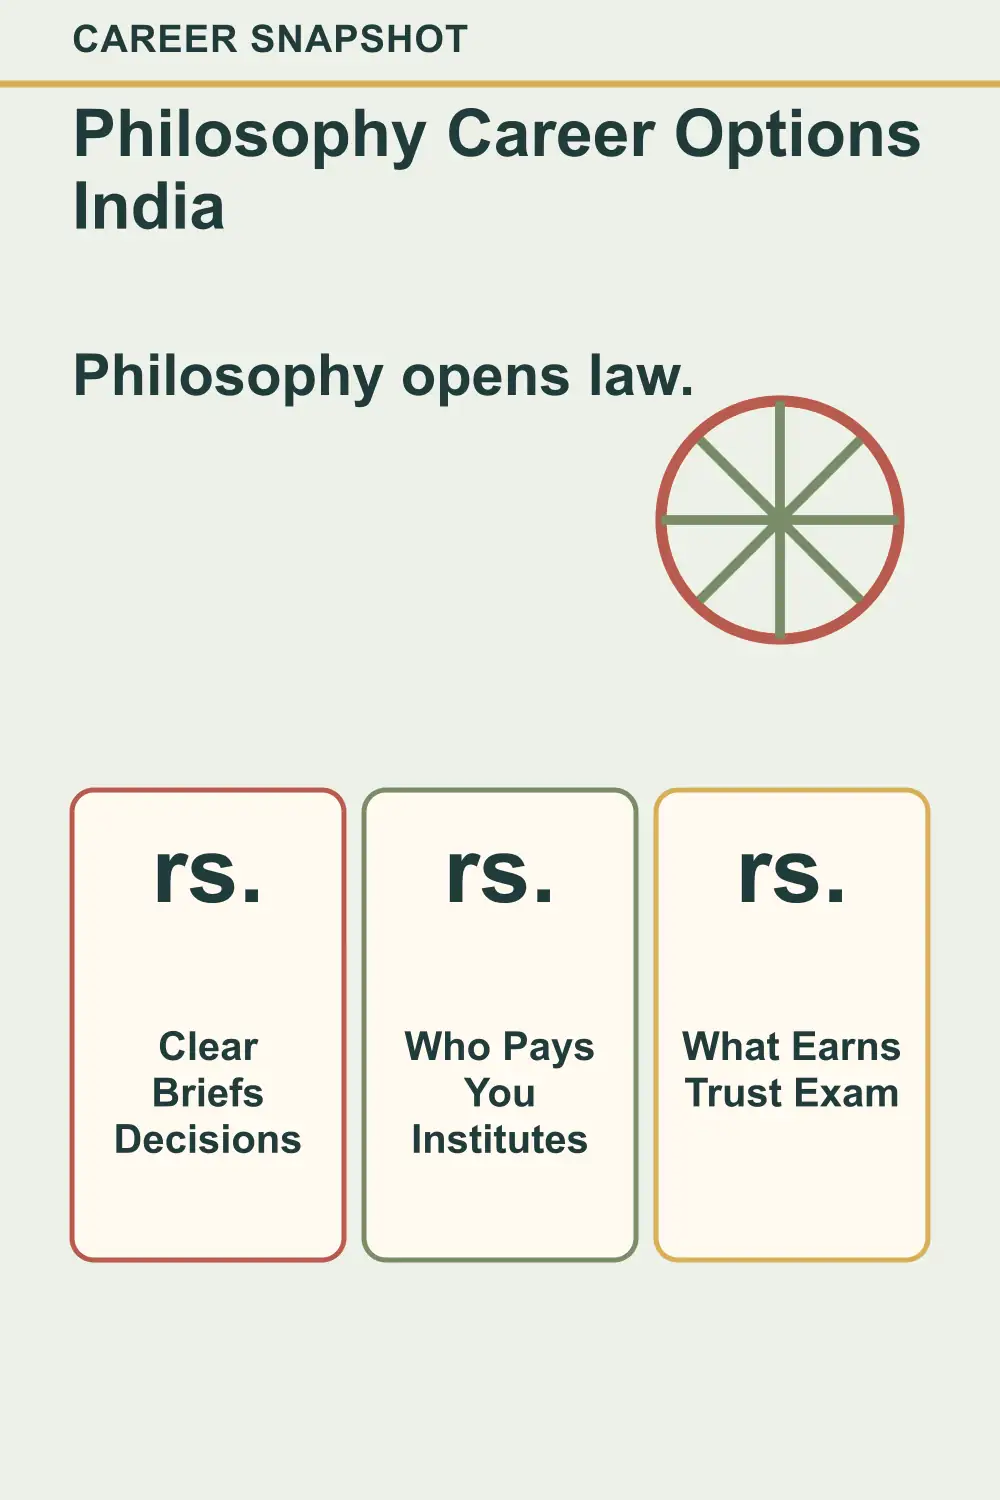 CAREER SNAPSHOT
Philosophy Career Options
India
Philosophy opens law.
rs.
Clear
Briefs
Decisions
rs.
Who Pays
You
Institutes
rs.
What Earns
Trust Exam